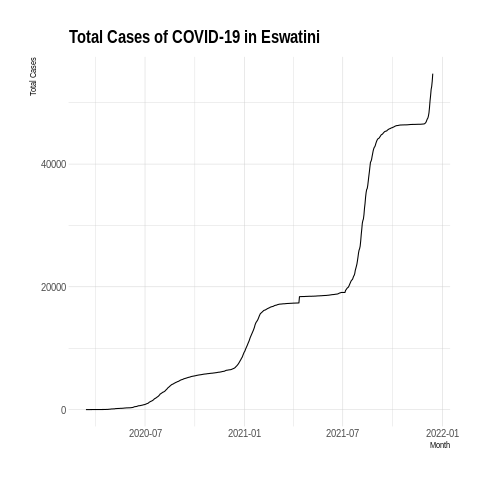 Total Cases of COVID-19 in Eswatini
Total Cases
40000
20000
0
2020-07
2021-01
2021-07
2022-01
Month